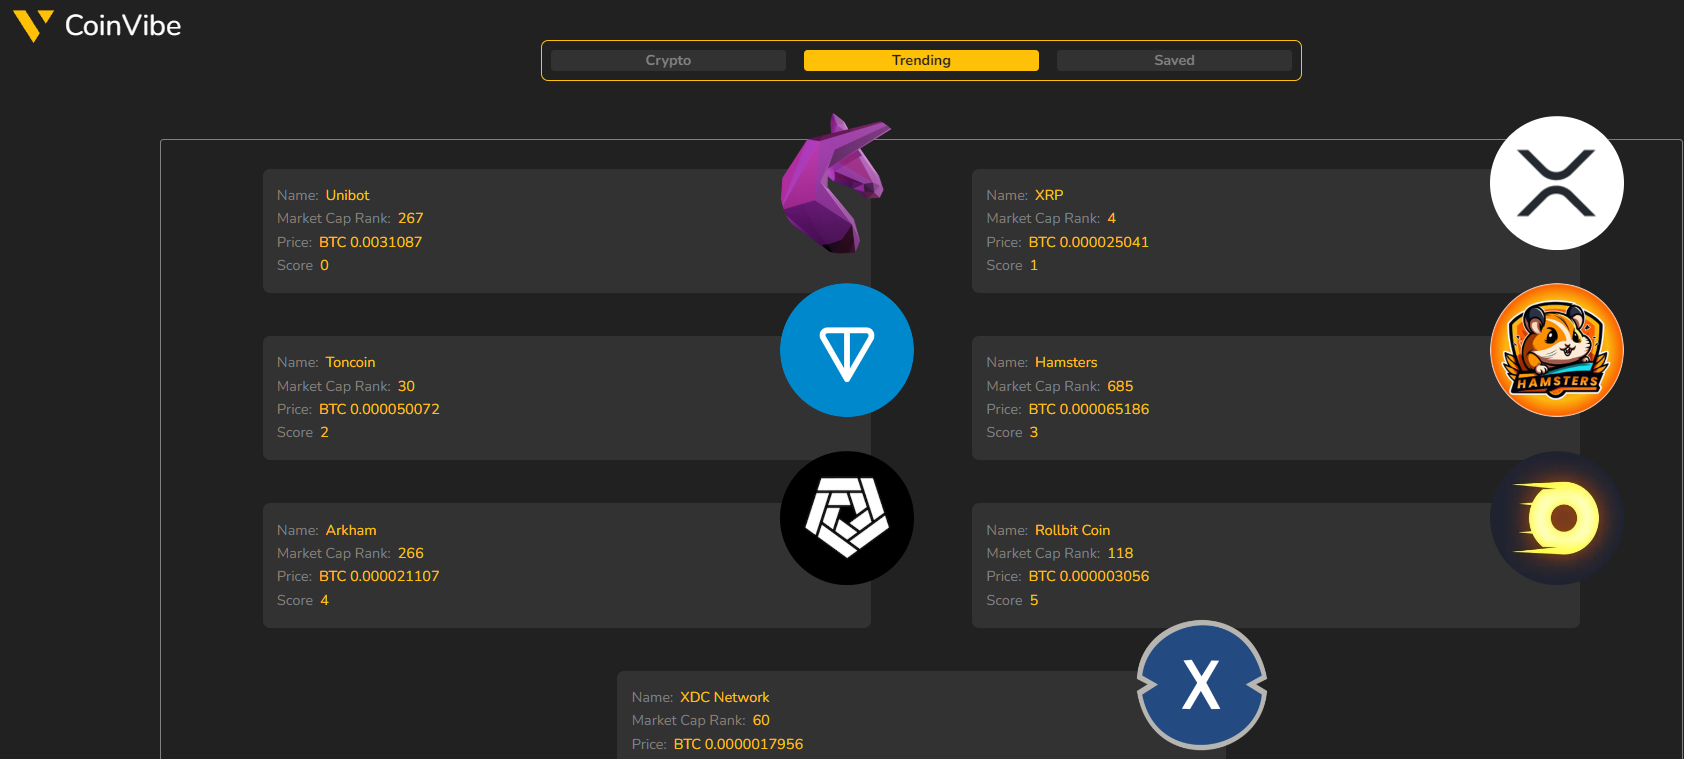 CoinVibe
Crypto
Trending
Saved
Name: Unibot
Market Cap Rank: 267
Price: BTC 0.0031087
Score 0
Name: XRP
Market Cap Rank: 4
Price: BTC 0.000025041
Score 1
Name: Toncoin
Market Cap Rank: 30
Price: BTC 0.000050072
Score 2
Name: Hamsters
Market Cap Rank: 685
Price: BTC 0.000065186
Score 3
HAMSTERS
Name: Arkham
Market Cap Rank: 266
Price: BTC 0.000021107
Score 4
Name: Rollbit Coin
Market Cap Rank: 118
Price: BTC 0.000003056
Score 5
Name: XDC Network
Market Cap Rank: 60
Price: BTC 0.0000017956
X